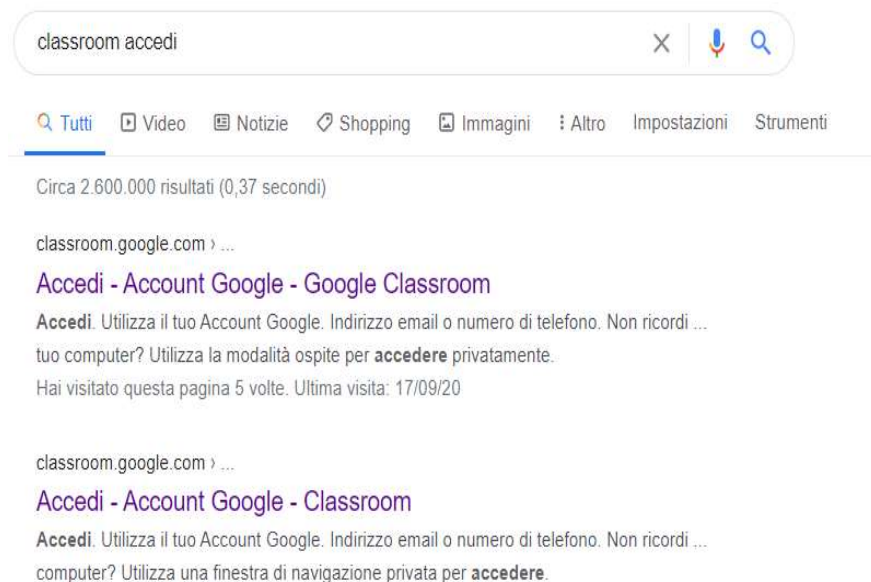 classroom accedi
Tutti Video Notizie Shopping Immagini Altro Impostazioni Strumenti
Circa 2.600.000 risultati (0,37 secondi)
classroom.google.com › ...
Accedi - Account Google - Google Classroom
Accedi. Utilizza il tuo Account Google. Indirizzo email o numero di telefono. Non ricordi ...
tuo computer? Utilizza la modalità ospite per accedere privatamente.
Hai visitato questa pagina 5 volte. Ultima visita: 17/09/20
classroom.google.com › ...
Accedi - Account Google - Classroom
Accedi. Utilizza il tuo Account Google. Indirizzo email o numero di telefono. Non ricordi ...
computer? Utilizza una finestra di navigazione privata per accedere.